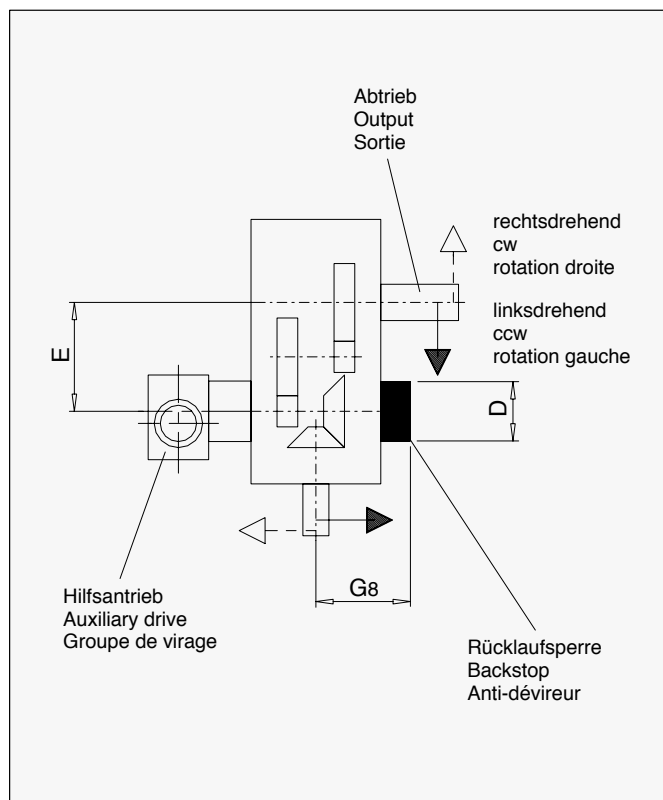 Abtrieb
Output
Sortie
rechtsdrehend
cw
rotation droite
linksdrehend
ccw
rotation gauche
E
D
G8
Hilfsantrieb
Auxiliary drive
Groupe de virage
Rücklaufsperre
Backstop
Anti-dévireur